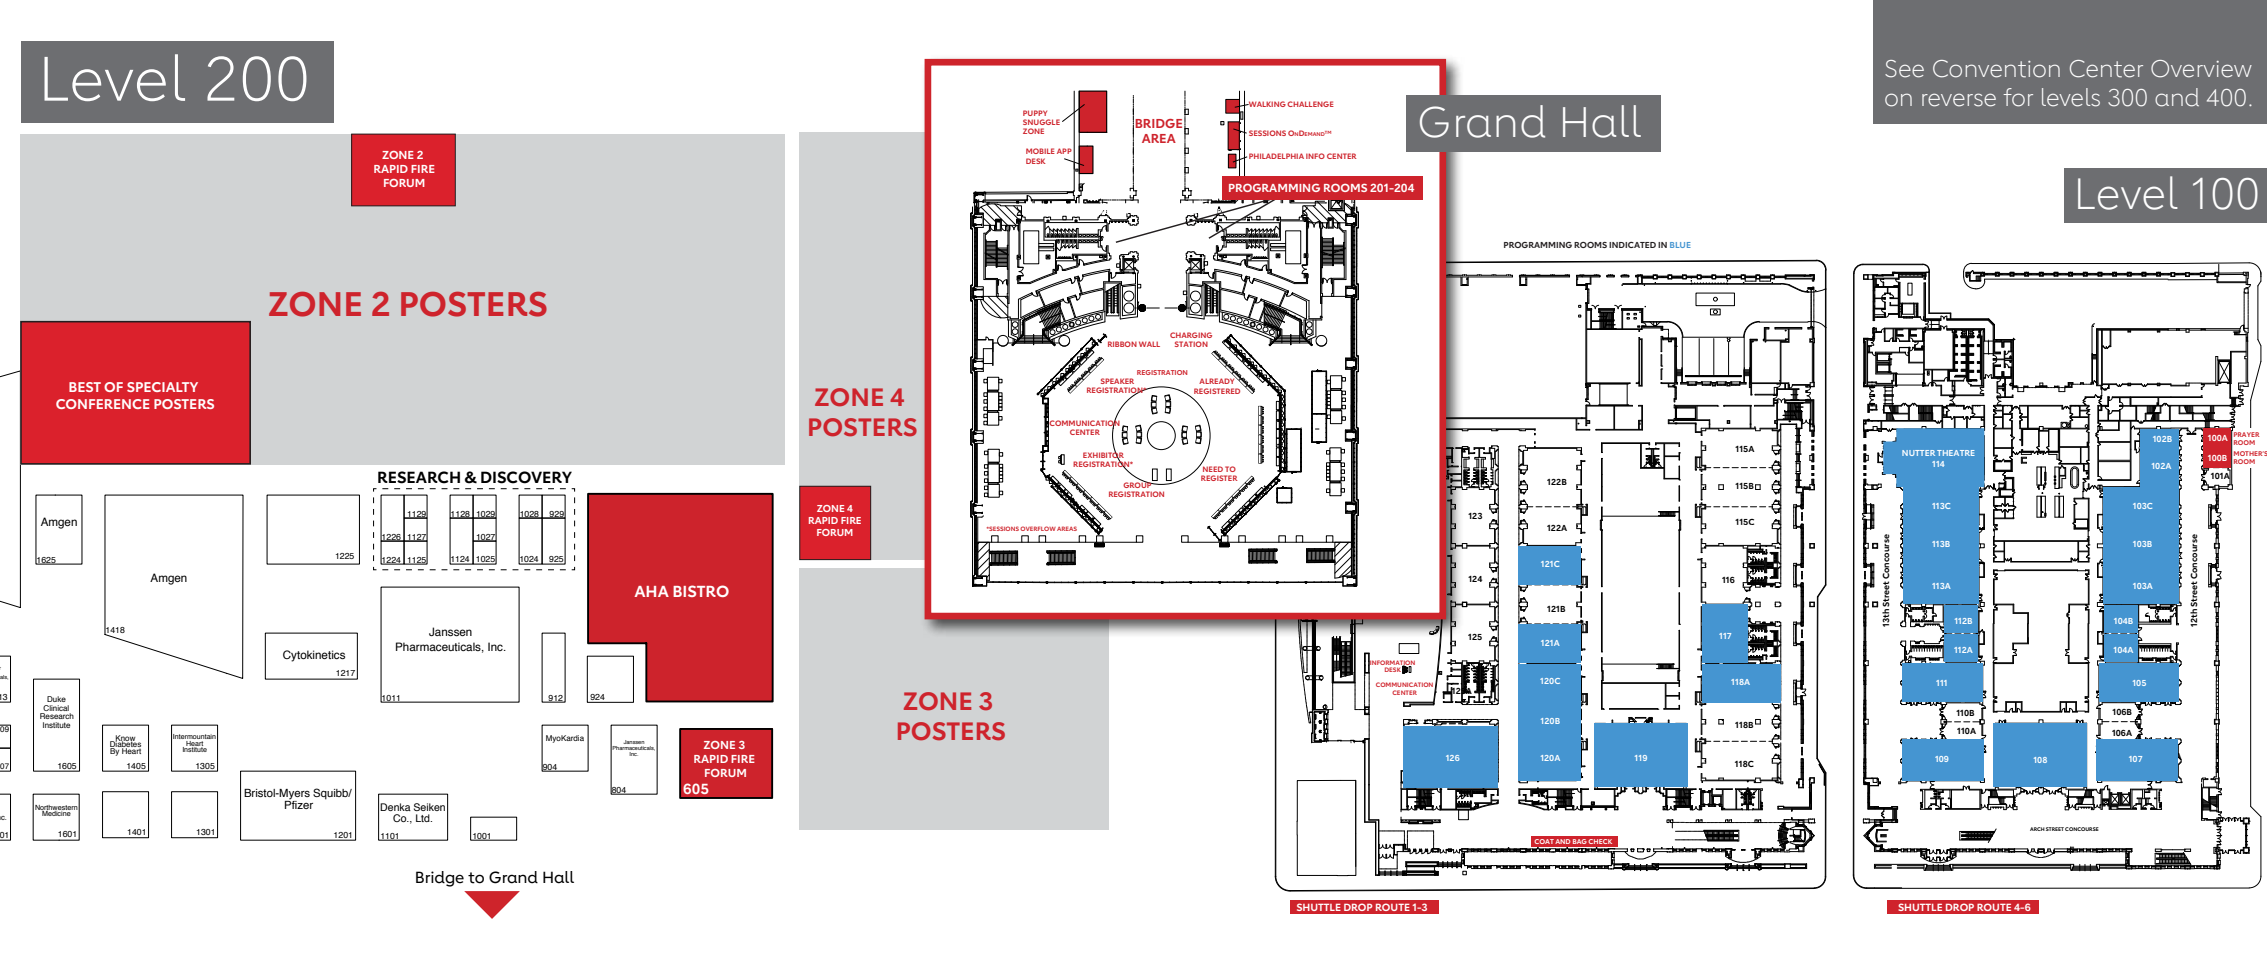 Level 200
See Convention Center Overview
on reverse for levels 300 and 400.
Grand Hall
Level 100
ZONE 2
RAPID FIRE
FORUM
ZONE 2 POSTERS
BEST OF SPECIALTY
CONFERENCE POSTERS
ZONE 4
POSTERS
ZONE 4
RAPID FIRE
FORUM
ZONE 3
POSTERS
RESEARCH & DISCOVERY
1129
1128
1029
1028
929
1226
1127
1027
1224
1125
1124
1025
1024
925
Amgen
1625
Amgen
1418
1225
AHA BISTRO
Janssen
Pharmaceuticals, Inc.
1011
Cytokinetics
1217
912
924
Duke
Clinical
Research
Institute
1605
Know
Diabetes
By Heart
1405
Intermountain
Heart
Institute
1305
MyoKardia
904
Janssen
Pharmaceuticals,
Inc.
804
ZONE 3
RAPID FIRE
FORUM
605
Northwestern
Medicine
1601
1401
1301
Bristol-Myers Squibb/
Pfizer
1201
Denka Seiken
Co., Ltd.
1101
1001
Bridge to Grand Hall
PUPPY
SNUGGLE
ZONE
MOBILE APP
DESK
BRIDGE
AREA
WALKING CHALLENGE
SESSIONS OnDemand™
PHILADELPHIA INFO CENTER
PROGRAMMING ROOMS 201-204
RIBBON WALL
CHARGING
STATION
REGISTRATION
SPEAKER
REGISTRATION*
ALREADY
REGISTERED
COMMUNICATION
CENTER
EXHIBITOR
REGISTRATION*
GROUP
REGISTRATION
NEED TO
REGISTER
*SESSIONS OVERFLOW AREAS
PROGRAMMING ROOMS INDICATED IN BLUE
115A
115B
115C
122B
122A
123
124
125
121C
121B
121A
120C
120B
120A
116
117
118A
118B
118C
119
126
INFORMATION
DESK
COMMUNICATION
CENTER
COAT AND BAG CHECK
SHUTTLE DROP ROUTE 1-3
NUTTER THEATRE
114
113C
113B
113A
112B
112A
111
110B
110A
109
108
102B
102A
103C
103B
103A
104B
104A
105
106B
106A
107
100A
PRAYER
ROOM
100B
MOTHER'S
ROOM
101A
13th Street Concourse
12th Street Concourse
ARCH STREET CONCOURSE
SHUTTLE DROP ROUTE 4-6